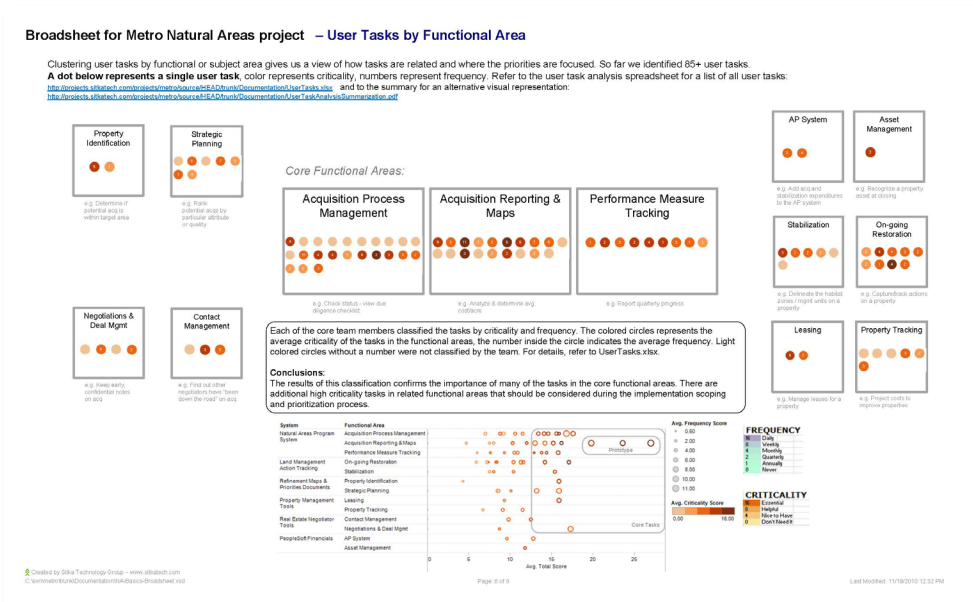 Broadsheet for Metro Natural Areas project – User Tasks by Functional Area
Clustering user tasks by functional or subject area gives us a view of how tasks are related and where the priorities are focused. So far we identified 85+ user tasks.
A dot below represents a single user task, color represents criticality, numbers represent frequency. Refer to the user task analysis spreadsheet for a list of all user tasks:
http://projects.sitkatech.com/projects/metro/source/HEAD/trunk/Documentation/UserTasks.xlsx and to the summary for an alternative visual representation:
http://projects.sitkatech.com/projects/metro/source/HEAD/trunk/Documentation/UserTaskAnalysisSummarization.pdf
Property
Identification
e.g. Determine if
potential acq is
within target area
Strategic
Planning
e.g. Rank
potential acqs by
particular attribute
or quality
Core Functional Areas:
Acquisition Process
Management
e.g. Check status - view due
diligence checklist
Acquisition Reporting &
Maps
e.g. Analyze & determine avg.
cost/acre
Performance Measure
Tracking
e.g. Report quarterly progress
AP System
e.g. Add acq and
stabilization expenditures
to the AP system
Asset
Management
e.g. Recognize a property
asset at closing
Stabilization
e.g. Delineate the habitat
zones / mgmt units on a
property
On-going
Restoration
e.g. Capture/track actions
on a property
Negotiations &
Deal Mgmt
e.g. Keep early,
confidential notes
on acq
Contact
Management
e.g. Find out other
negotiators have "been
down the road" on acq
Leasing
e.g. Manage leases for a
property
Property Tracking
e.g. Project costs to
improve properties
Each of the core team members classified the tasks by criticality and frequency. The colored circles represents the
average criticality of the tasks in the functional areas, the number inside the circle indicates the average frequency. Light
colored circles without a number were not classified by the team. For details, refer to UserTasks.xlsx.
Conclusions:
The results of this classification confirms the importance of many of the tasks in the core functional areas. There are
additional high criticality tasks in related functional areas that should be considered during the implementation scoping
and prioritization process.
System Functional Area
Natural Areas Program
System
Acquisition Process Management
Acquisition Reporting & Maps
Performance Measure Tracking
Land Management
Action Tracking
On-going Restoration
Stabilization
Refinement Maps &
Priorities Documents
Property Identification
Strategic Planning
Property Management
Tools
Leasing
Property Tracking
Real Estate Negotiator
Tools
Contact Management
Negotiations & Deal Mgmt
PeopleSoft Financials
AP System
Asset Management
Prototype
Core Tasks
0 5 10 15 20 25
Avg. Total Score
Avg. Frequency Score
0.60
2.00
4.00
6.00
8.00
10.00
11.00
Avg. Criticality Score
0.00 16.00
FREQUENCY
16 Daily
8 Weekly
4 Monthly
2 Quarterly
1 Annually
0 Never
CRITICALITY
16 Essential
8 Helpful
4 Nice to Have
0 Don't Need it
Created by Sitka Technology Group – www.sitkatech.com
Page: 6 of 9
Last Modified: 11/18/2010 12:32 PM